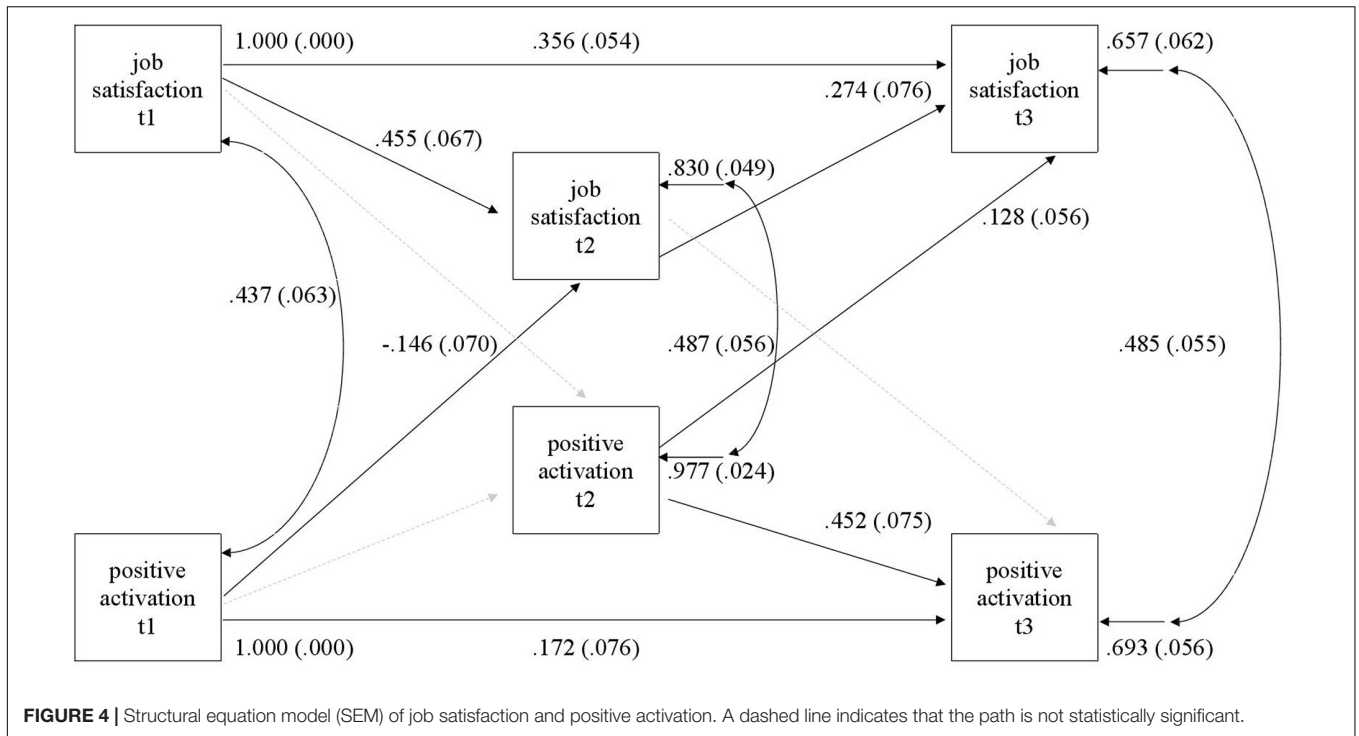 1.000 (.000)
.356 (.054)
.657 (.062)
job
satisfaction
t1
job
satisfaction
t3
.274 (.076)
.455 (.067)
.830 (.049)
job
satisfaction
t2
.128 (.056)
.437 (.063)
-.146 (.070)
.487 (.056)
.485 (.055)
positive
activation
t2
.977 (.024)
.452 (.075)
positive
activation
t1
positive
activation
t3
1.000 (.000)
.172 (.076)
.693 (.056)
FIGURE 4 | Structural equation model (SEM) of job satisfaction and positive activation. A dashed line indicates that the path is not statistically significant.